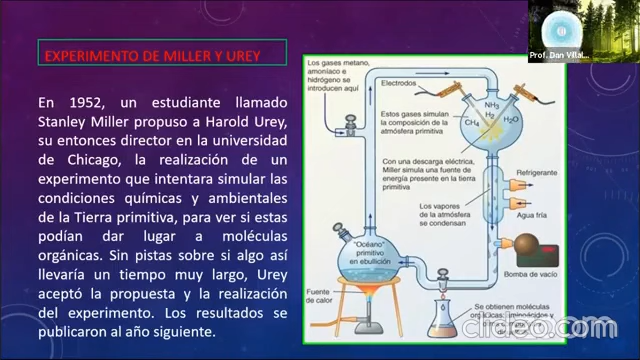 EXPERIMENTO DE MILLER Y UREY
En 1952, un estudiante llamado
Stanley Miller propuso a Harold Urey,
su entonces director en la universidad
de Chicago, la realización de un
experimento que intentara simular las
condiciones químicas y ambientales
de la Tierra primitiva, para ver si estas
podían dar lugar a moléculas
orgánicas. Sin pistas sobre si algo así
llevaría un tiempo muy largo, Urey
aceptó la propuesta y la realización
del experimento. Los resultados se
publicaron al año siguiente.
Los gases metano,
amoníaco e
hidrógeno se
introducen aquí
Electrodos
NH3
H2
CH4
H2O
Estos gases simulan
la composición de la
atmósfera primitiva
Con una descarga eléctrica,
Miller simula una fuente de
energía presente en la tierra
primitiva
Refrigerante
Los vapores
de la atmósfera
se condensan
Agua fría
"Océano"
primitivo
en ebullición
Bomba de vacío
Fuente
de calor
Se obtienen moléculas
orgánicas: aminoácidos y
Prof. Dan Villal...
clideo.com